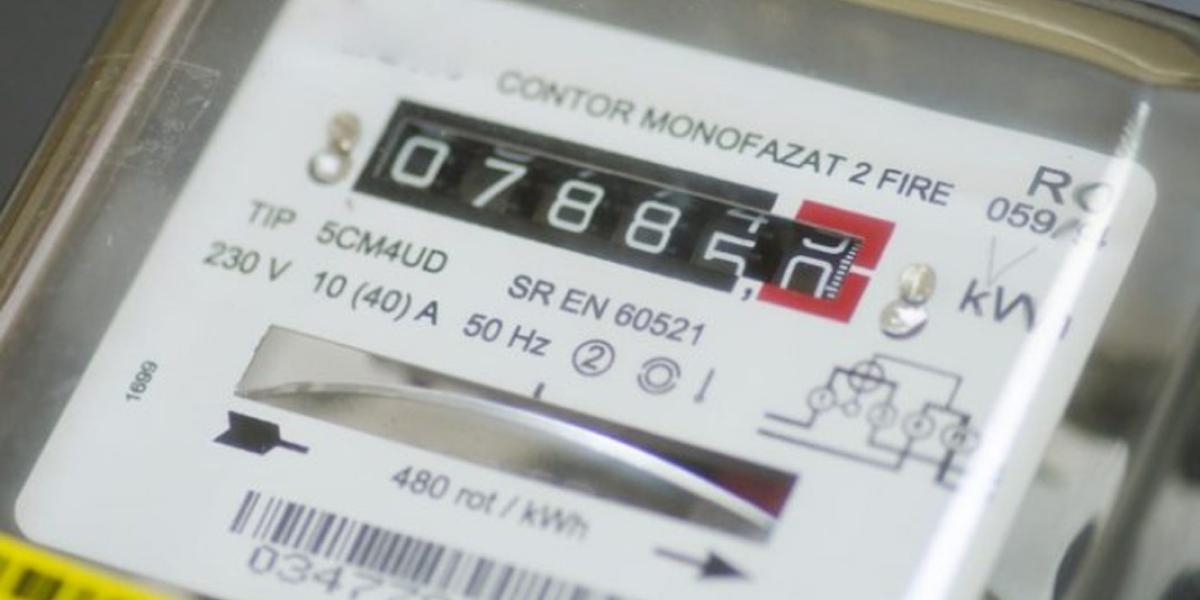 CONTOR MONOFAZAT 2 FIRE
07885,
TIP 5CM4UD
230 V 10 (40) A 50 Hz
SR EN 60521
2
1699
480 rot / kWh